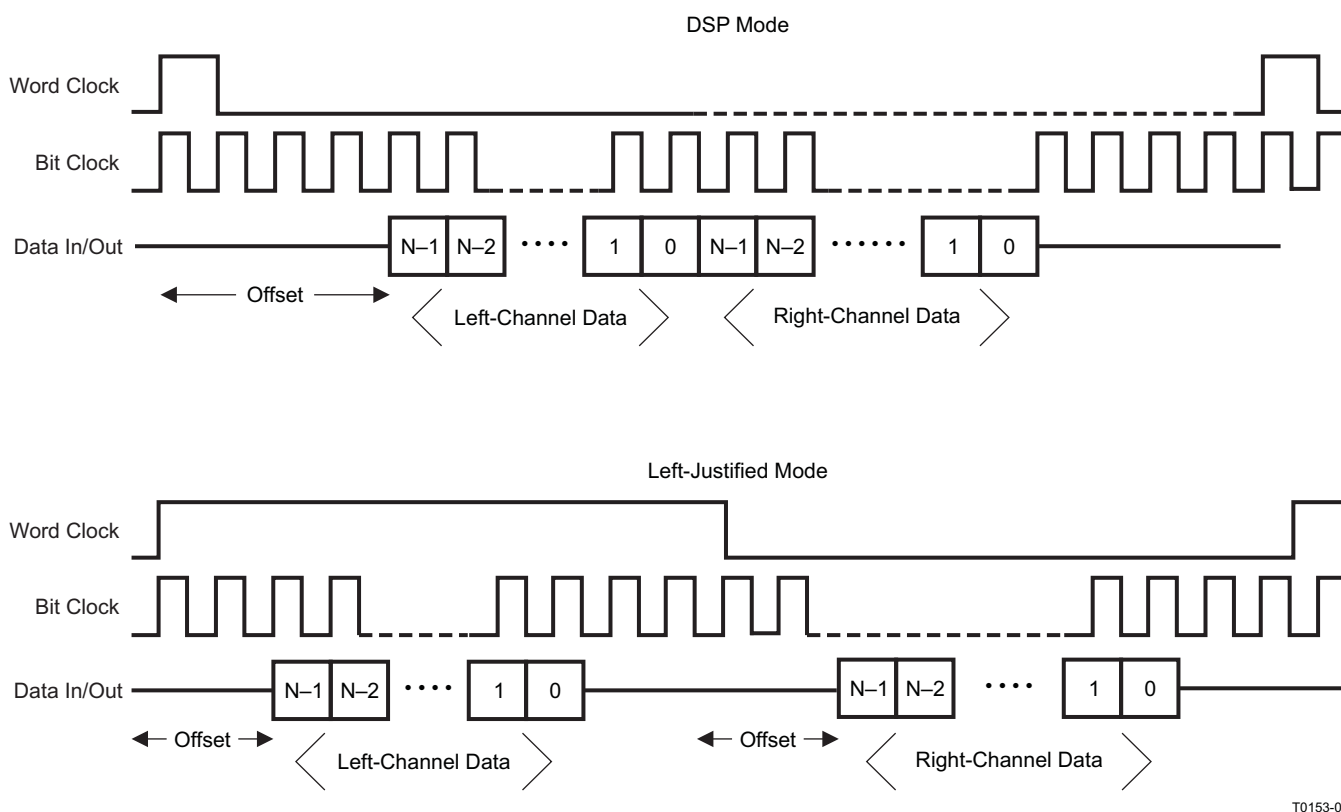 DSP Mode
Word Clock
Bit Clock
Data In/Out
N–1 N–2 •••• 1 0 N–1 N–2 •••••• 1 0
Offset
Left-Channel Data
Right-Channel Data
Left-Justified Mode
Word Clock
Bit Clock
Data In/Out
N–1 N–2 •••• 1 0 N–1 N–2 •••• 1 0
Offset Offset
Left-Channel Data
Right-Channel Data